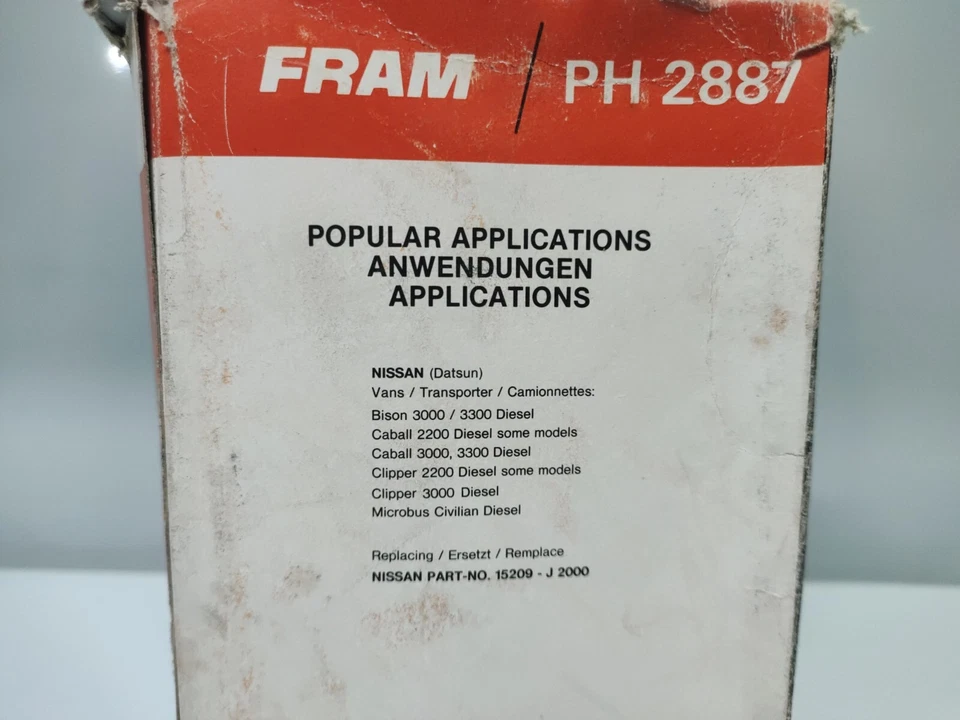 FRAM / PH 2887
POPULAR APPLICATIONS
ANWENDUNGEN
APPLICATIONS
NISSAN (Datsun)
Vans / Transporter / Camionnettes:
Bison 3000 / 3300 Diesel
Caball 2200 Diesel some models
Caball 3000, 3300 Diesel
Clipper 2200 Diesel some models
Clipper 3000 Diesel
Microbus Civilian Diesel
Replacing / Ersetzt / Remplace
NISSAN PART-NO. 15209 - J 2000